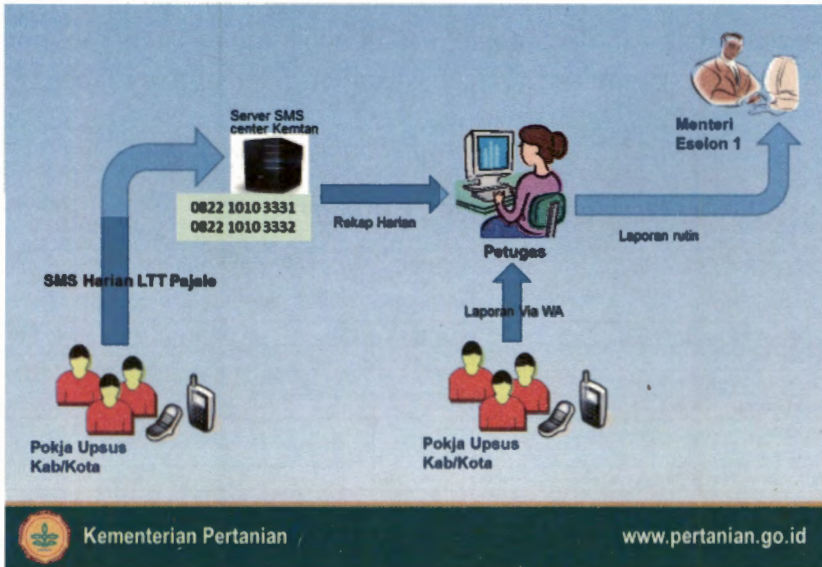 Server SMS
center Kemtan
0822 1010 3331
0822 1010 3332
SMS Harian LTT Pajale
Pokja Upsus
Kab/Kota
Rekap Harian
Petugas
Laporan Via WA
Pokja Upsus
Kab/Kota
Laporan rutin
Menteri
Eselon 1
Kementerian Pertanian
www.pertanian.go.id